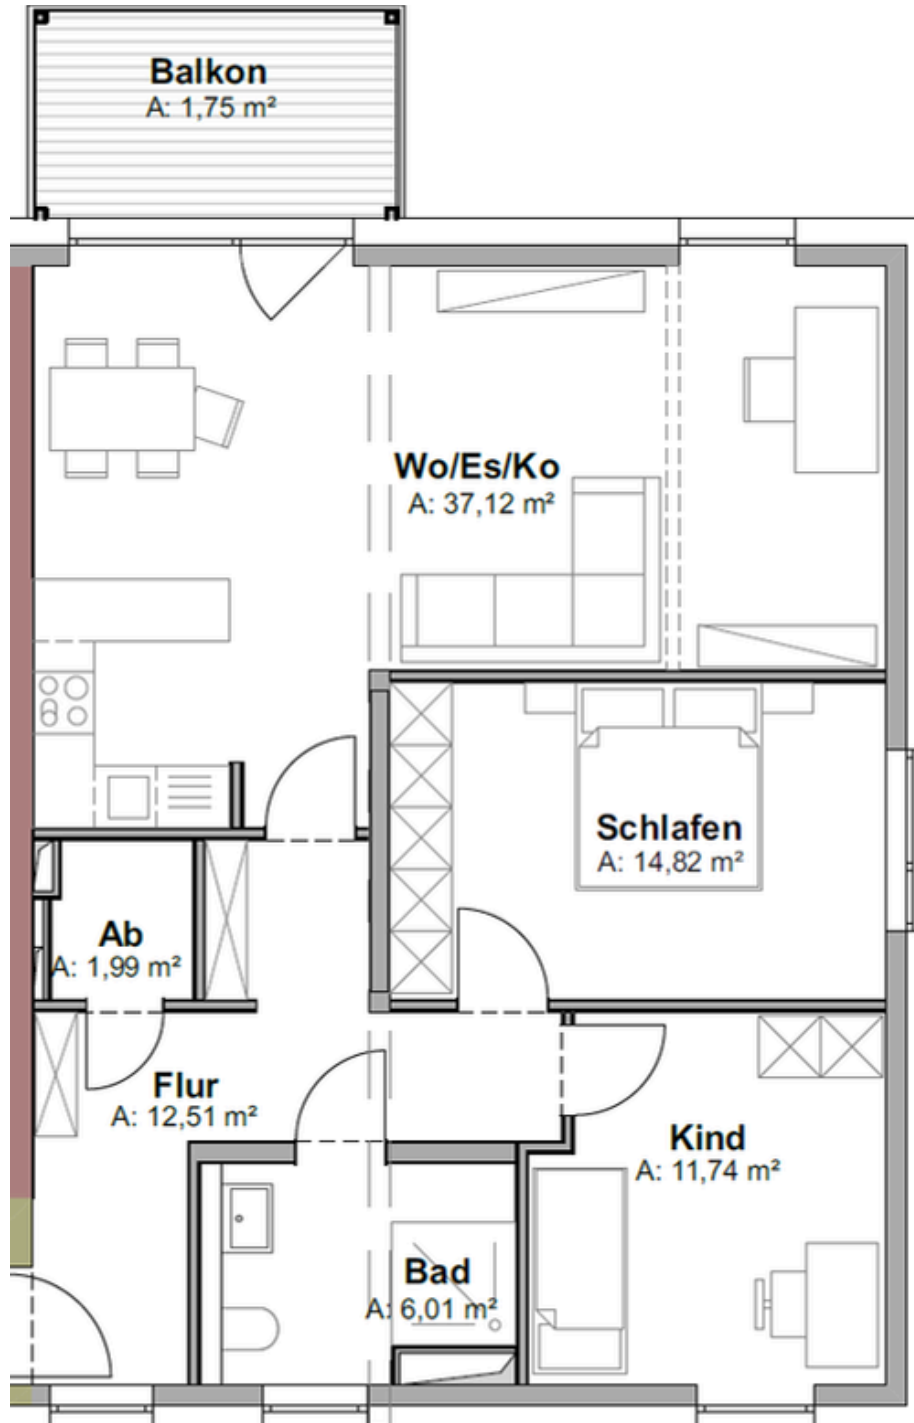 Balkon
A: 1,75 m²
Wo/Es/Ko
A: 37,12 m²
Schlafen
A: 14,82 m²
Ab
A: 1,99 m²
Flur
A: 12,51 m²
Kind
A: 11,74 m²
Bad
A: 6,01 m²